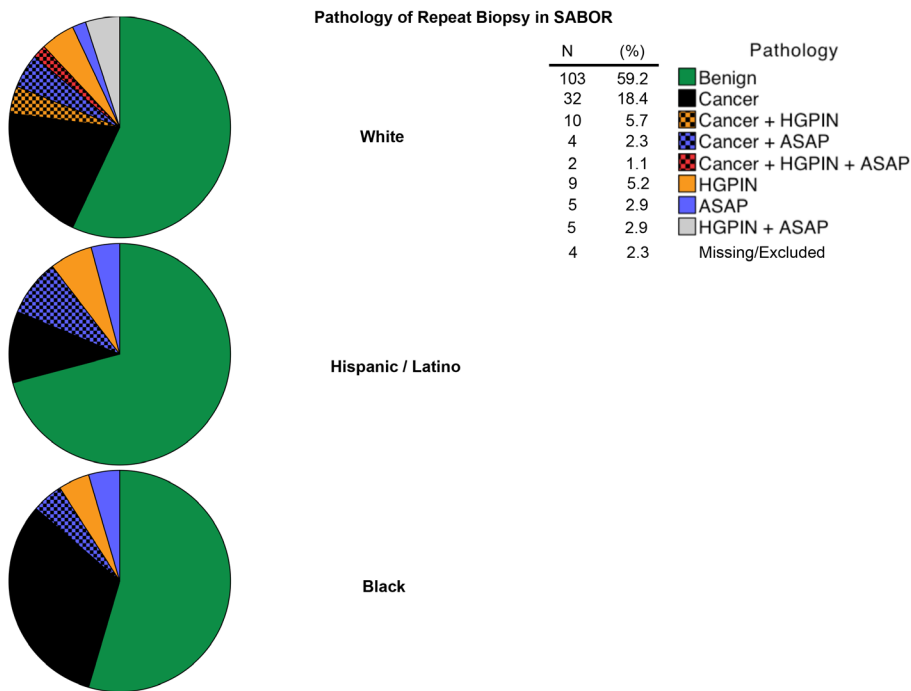 Pathology of Repeat Biopsy in SABOR
N (%) Pathology
103 59.2 Benign
32 18.4 Cancer
10 5.7 Cancer + HGPIN
4 2.3 Cancer + ASAP
2 1.1 Cancer + HGPIN + ASAP
9 5.2 HGPIN
5 2.9 ASAP
5 2.9 HGPIN + ASAP
4 2.3 Missing/Excluded
White
Hispanic / Latino
Black